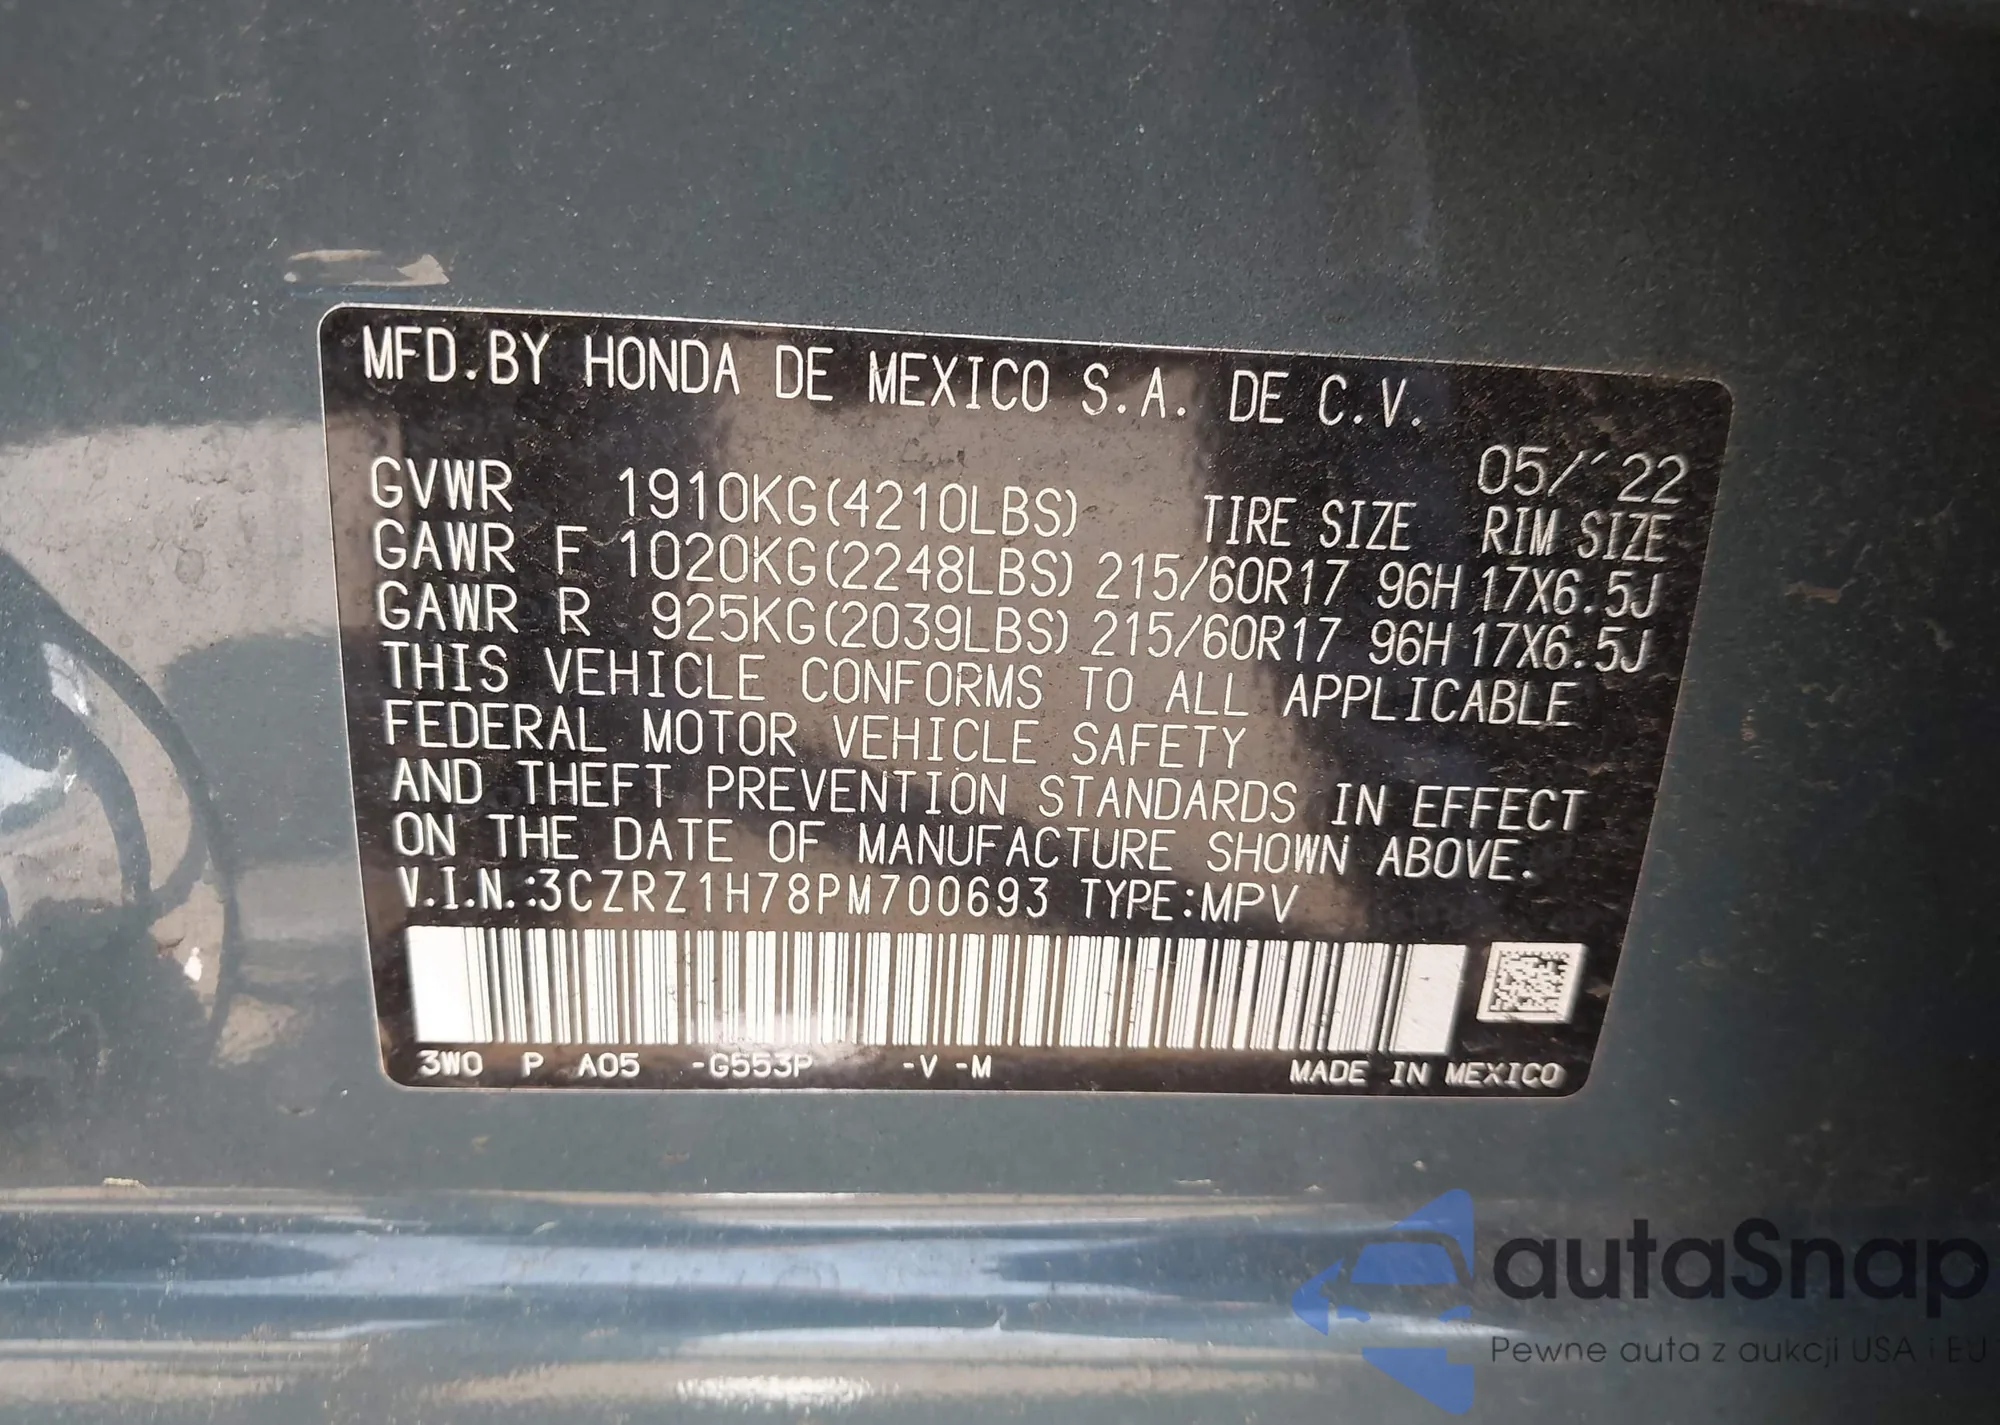 MFD.BY HONDA DE MEXICO S.A. DE C.V.
05/´22
GVWR 1910KG(4210LBS) TIRE SIZE RIM SIZE
GAWR F 1020KG(2248LBS) 215/60R17 96H 17X6.5J
GAWR R 925KG(2039LBS) 215/60R17 96H 17X6.5J
THIS VEHICLE CONFORMS TO ALL APPLICABLE
FEDERAL MOTOR VEHICLE SAFETY
AND THEFT PREVENTION STANDARDS IN EFFECT
ON THE DATE OF MANUFACTURE SHOWN ABOVE.
V.I.N.:3CZRZ1H78PM700693 TYPE:MPV
3W0 P A05 -G553P -V -M MADE IN MEXICO
autaSnap
Pewne auta z aukcji USA i EU